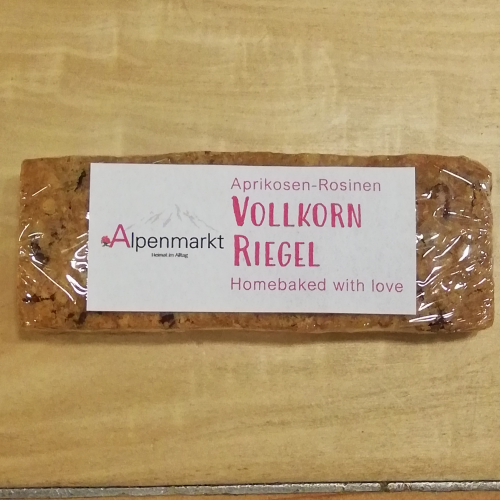 Alpenmarkt
Heimat im Alltag
Aprikosen-Rosinen
VOLLKORN
RIEGEL
Homebaked with love